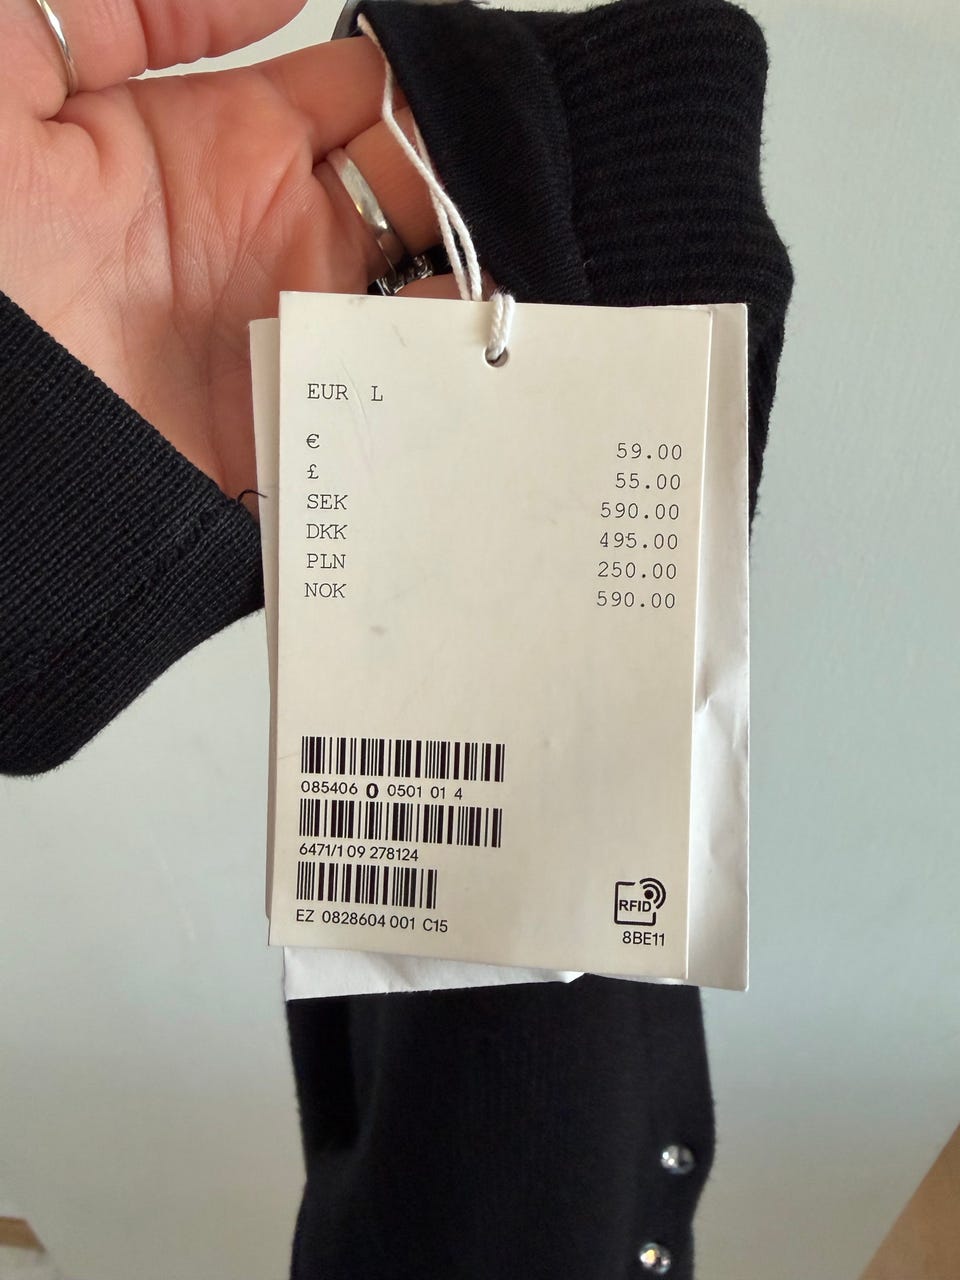 EUR L
€ 59.00
£ 55.00
SEK 590.00
DKK 495.00
PLN 250.00
NOK 590.00
085406 0 0501 01 4
6471/1 09 278124
EZ 0828604 001 C15
RFID
8BE11